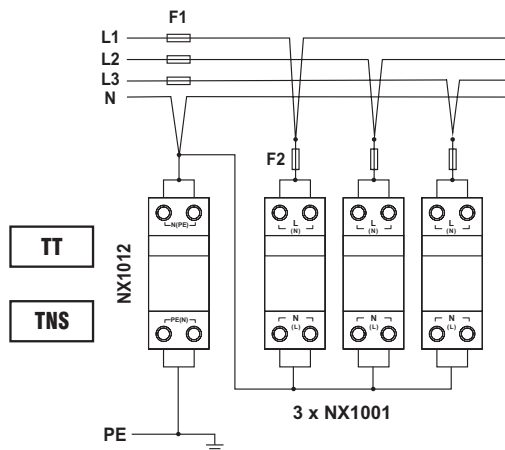 F1
L1
L2
L3
N
F2
N(PE)
L
(N)
L
(N)
L
(N)
TT
NX1012
TNS
PE(N)
N
(L)
N
(L)
N
(L)
3 x NX1001
PE